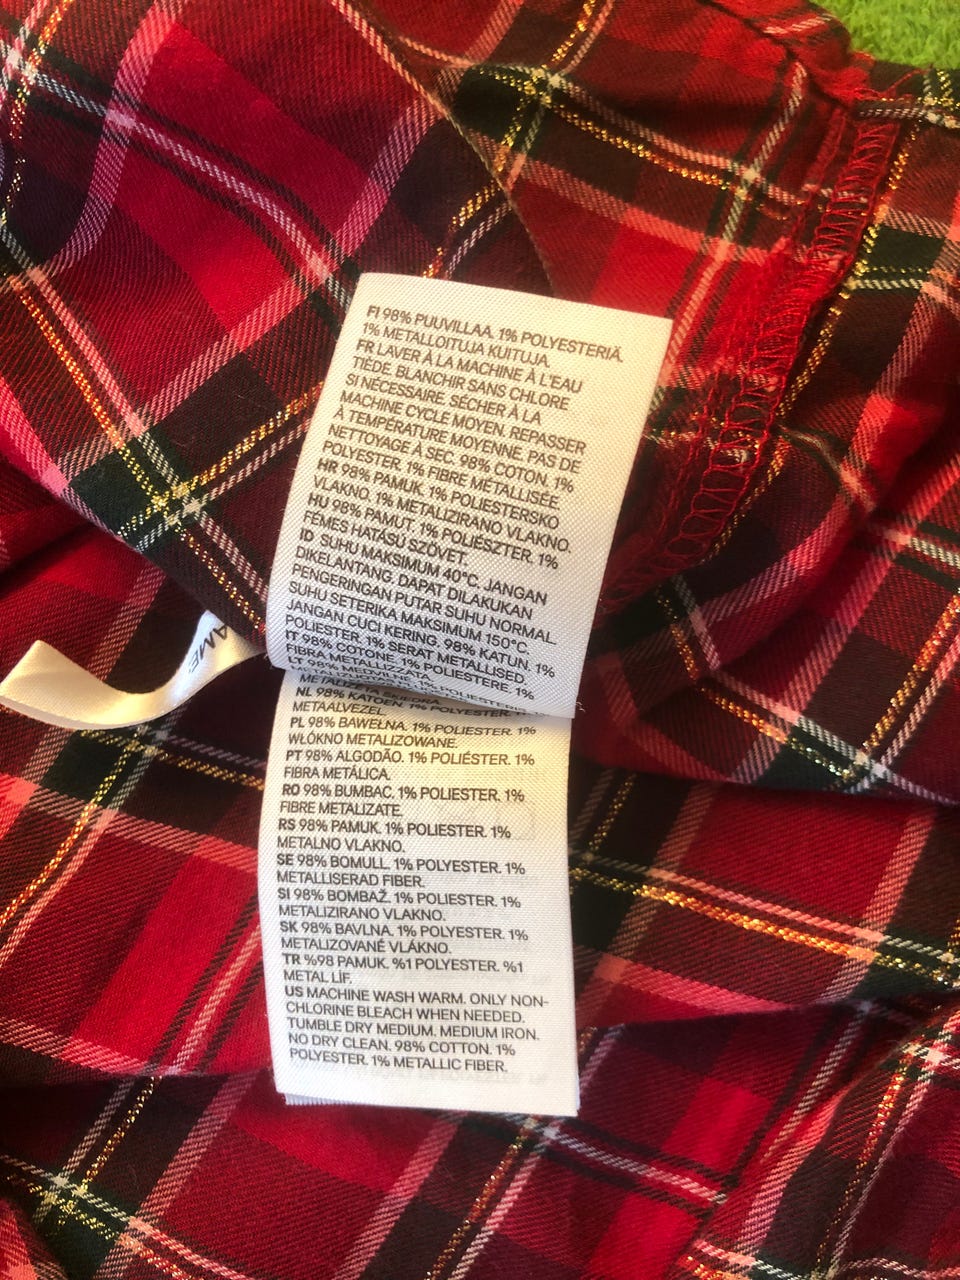 FI 98% PUUVILLAA. 1% POLYESTERIÄ.
1% METALLOITUJA KUITUJA.
FR LAVER À LA MACHINE À L'EAU
TIÈDE. BLANCHIR SANS CHLORE
SI NÉCESSAIRE. SÉCHER À LA
MACHINE CYCLE MOYEN. REPASSER
À TEMPÉRATURE MOYENNE. PAS DE
NETTOYAGE À SEC. 98% COTON. 1%
POLYESTER. 1% FIBRE MÉTALLISÉE.
HR 98% PAMUK. 1% POLIESTERSKO
VLAKNO. 1% METALIZIRANO VLAKNO.
HU 98% PAMUT. 1% POLIÉSZTER. 1%
FÉMES HATÁSÚ SZÖVET.
ID SUHU MAKSIMUM 40°C. JANGAN
DIKELANTANG. DAPAT DILAKUKAN
PENGERINGAN PUTAR SUHU NORMAL
SUHU SETERIKA MAKSIMUM 150°C.
JANGAN CUCI KERING. 98% KATUN. 1%
POLIESTER. 1% SERAT METALLISED.
IT 98% COTONE. 1% POLIESTERE. 1%
FIBRA METALLIZZATA.
LT 98% MEDVILNĖ. 1% POLIESTERIS. 1%
NL 98% KATOEN. 1% POLYESTER. 1%
METAALVEZEL.
PL 98% BAWEŁNA. 1% POLIESTER. 1%
WŁÓKNO METALIZOWANE.
PT 98% ALGODÃO. 1% POLIÉSTER. 1%
FIBRA METÁLICA.
RO 98% BUMBAC. 1% POLIESTER. 1%
FIBRE METALIZATE.
RS 98% PAMUK. 1% POLIESTER. 1%
METALNO VLAKNO.
SE 98% BOMULL. 1% POLYESTER. 1%
METALLISERAD FIBER.
SI 98% BOMBAŽ. 1% POLIESTER. 1%
METALIZIRANO VLAKNO.
SK 98% BAVLNA. 1% POLYESTER. 1%
METALIZOVANÉ VLÁKNO.
TR %98 PAMUK. %1 POLYESTER. %1
METAL LİF.
US MACHINE WASH WARM. ONLY NON-
CHLORINE BLEACH WHEN NEEDED.
TUMBLE DRY MEDIUM. MEDIUM IRON.
NO DRY CLEAN. 98% COTTON. 1%
POLYESTER. 1% METALLIC FIBER.